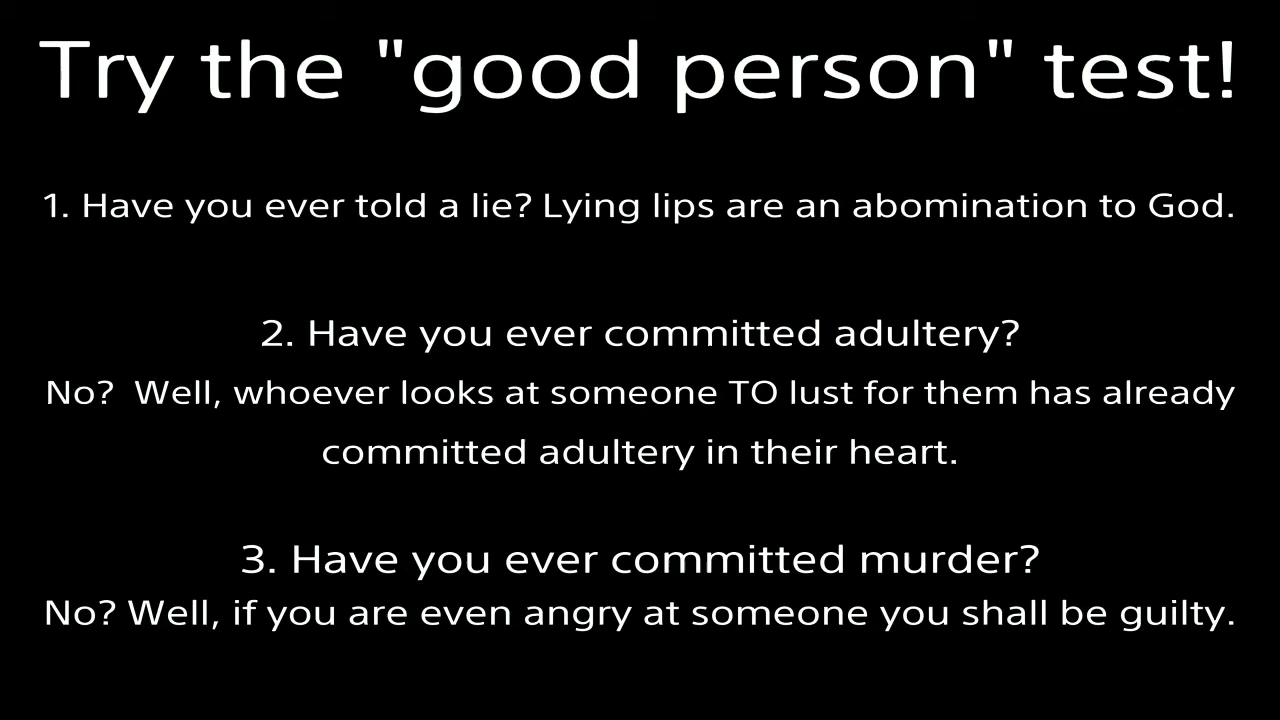 Try the "good person" test!
1. Have you ever told a lie? Lying lips are an abomination to God.
2. Have you ever committed adultery?
No?  Well, whoever looks at someone TO lust for them has already
committed adultery in their heart.
3. Have you ever committed murder?
No? Well, if you are even angry at someone you shall be guilty.